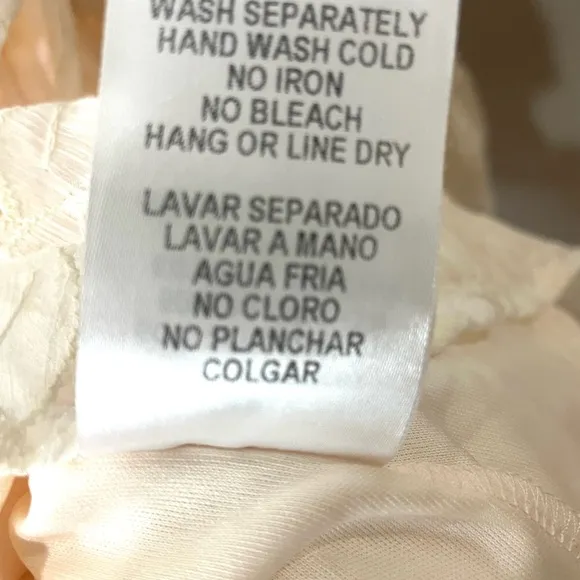 WASH SEPARATELY
HAND WASH COLD
NO IRON
NO BLEACH
HANG OR LINE DRY
LAVAR SEPARADO
LAVAR A MANO
AGUA FRIA
NO CLORO
NO PLANCHAR
COLGAR